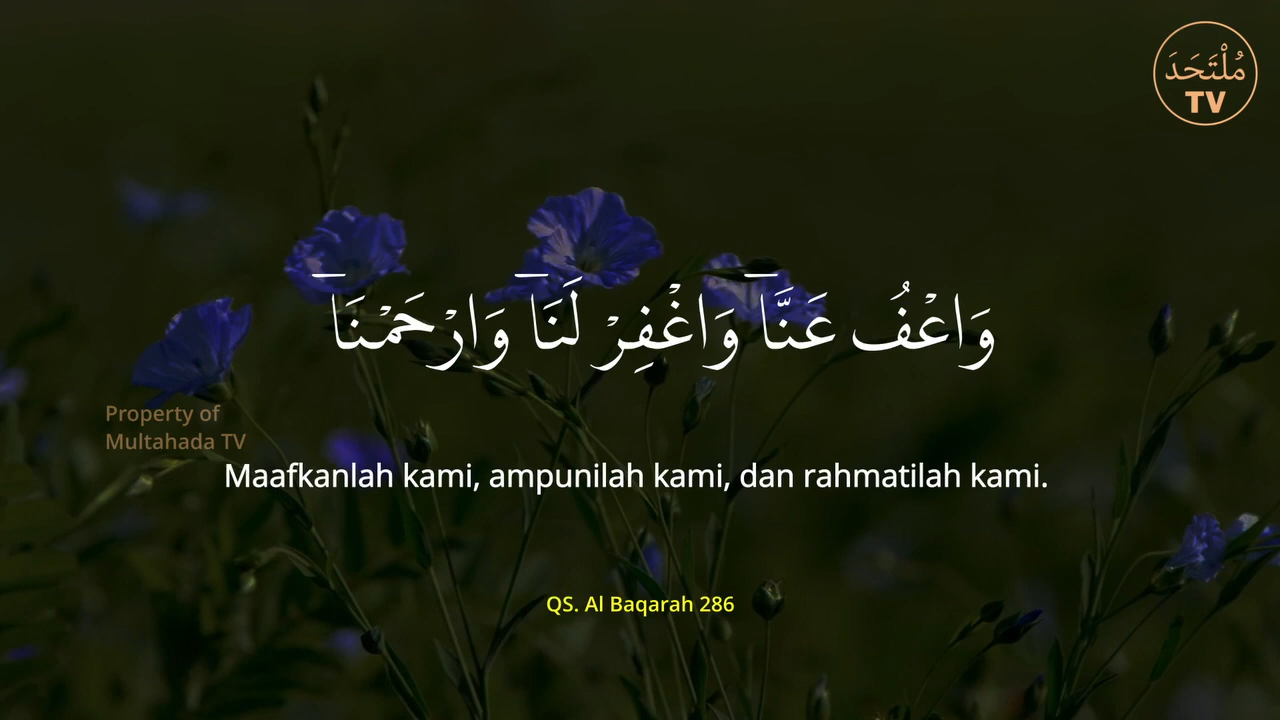 مُلْتَحَدَ
TV
وَاعْفُ عَنَّاۗ وَاغْفِرْ لَنَاۗ وَارْحَمْنَاۗ
Property of
Multahada TV
Maafkanlah kami, ampunilah kami, dan rahmatilah kami.
QS. Al Baqarah 286